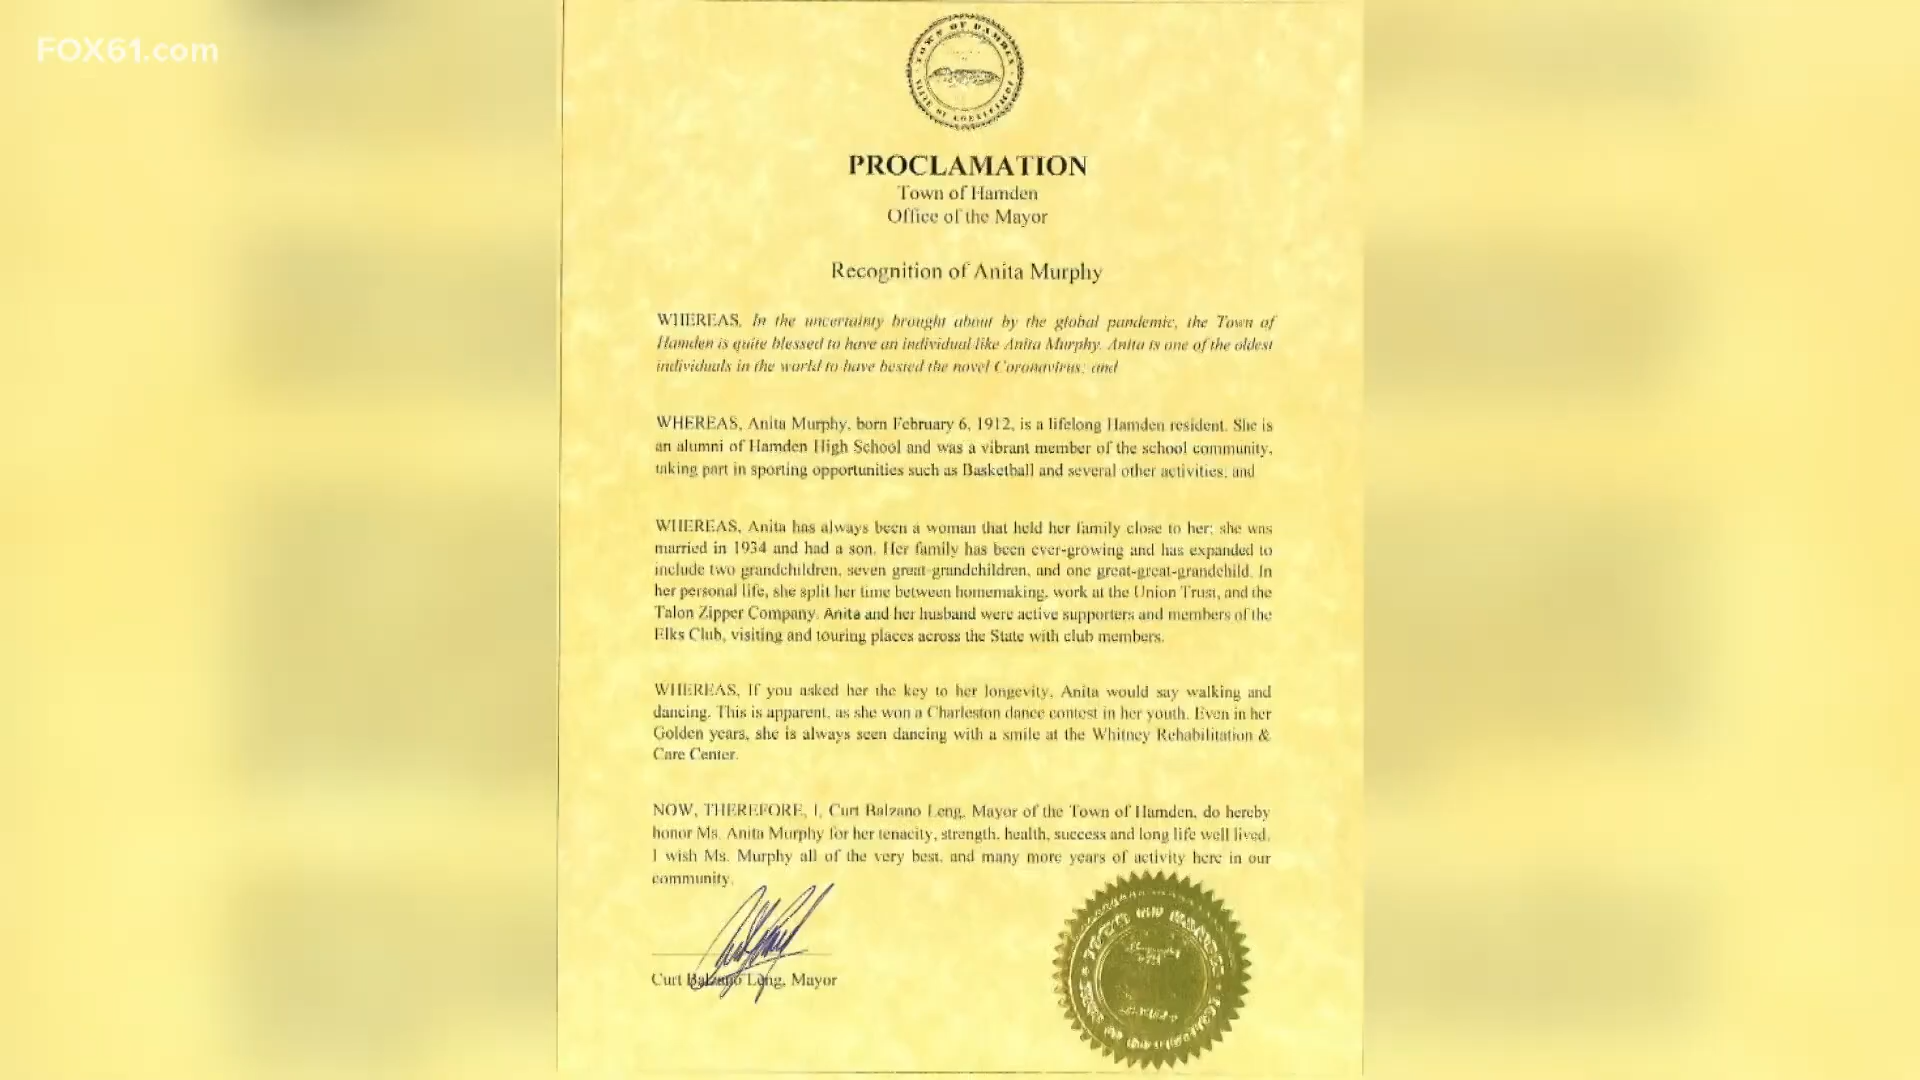 FOX61.com
TOWN OF HAMDEN
STATE OF CONNECTICUT
PROCLAMATION
Town of Hamden
Office of the Mayor
Recognition of Anita Murphy
WHEREAS, In the uncertainty brought about by the global pandemic, the Town of
Hamden is quite blessed to have an individual like Anita Murphy. Anita is one of the oldest
individuals in the world to have bested the novel Coronavirus; and
WHEREAS, Anita Murphy, born February 6, 1912, is a lifelong Hamden resident. She is
an alumni of Hamden High School and was a vibrant member of the school community,
taking part in sporting opportunities such as Basketball and several other activities; and
WHEREAS, Anita has always been a woman that held her family close to her; she was
married in 1934 and had a son. Her family has been ever-growing and has expanded to
include two grandchildren, seven great-grandchildren, and one great-great-grandchild. In
her personal life, she split her time between homemaking, work at the Union Trust, and the
Talon Zipper Company. Anita and her husband were active supporters and members of the
Elks Club, visiting and touring places across the State with club members.
WHEREAS, If you asked her the key to her longevity, Anita would say walking and
dancing. This is apparent, as she won a Charleston dance contest in her youth. Even in her
Golden years, she is always seen dancing with a smile at the Whitney Rehabilitation &
Care Center.
NOW, THEREFORE, I, Curt Balzano Leng, Mayor of the Town of Hamden, do hereby
honor Ms. Anita Murphy for her tenacity, strength, health, success and long life well lived.
I wish Ms. Murphy all of the very best, and many more years of activity here in our
community.
Curt Balzano Leng, Mayor